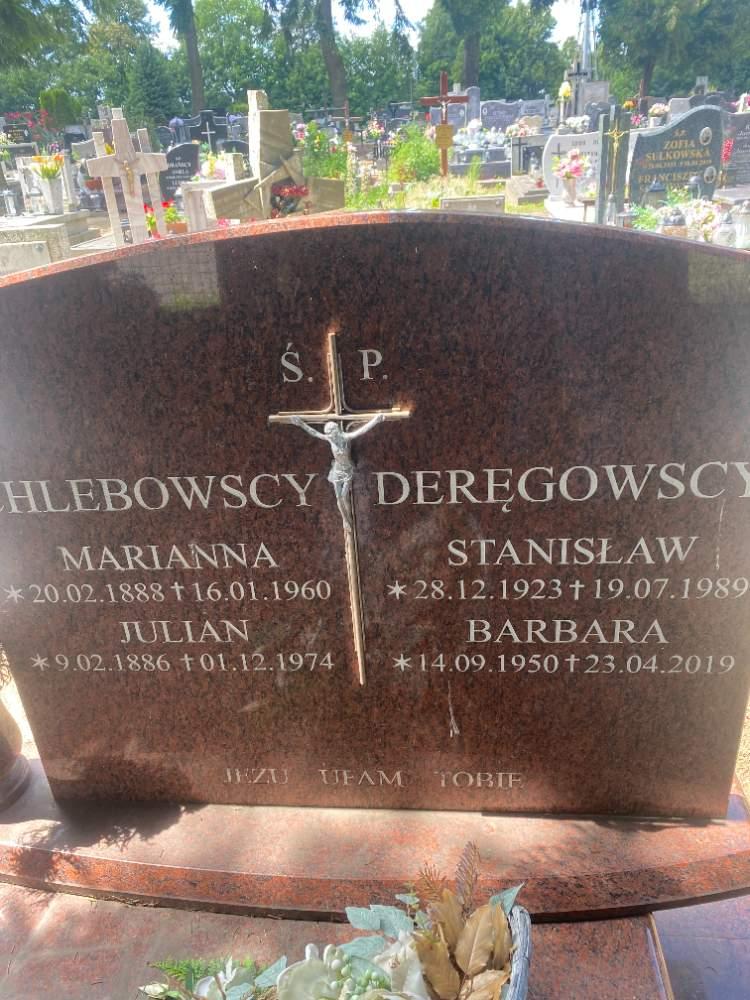 Ś.P.
ZOFIA
SUŁKOWSKA
Ś. P.
CHLEBOWSCY DERĘGOWSCY
MARIANNA
✶20.02.1888✝16.01.1960
JULIAN
✶9.02.1886 ✝01.12.1974
STANISŁAW
✶28.12.1923✝19.07.1989
BARBARA
✶14.09.1950✝23.04.2019
JEZU UFAM TOBIE